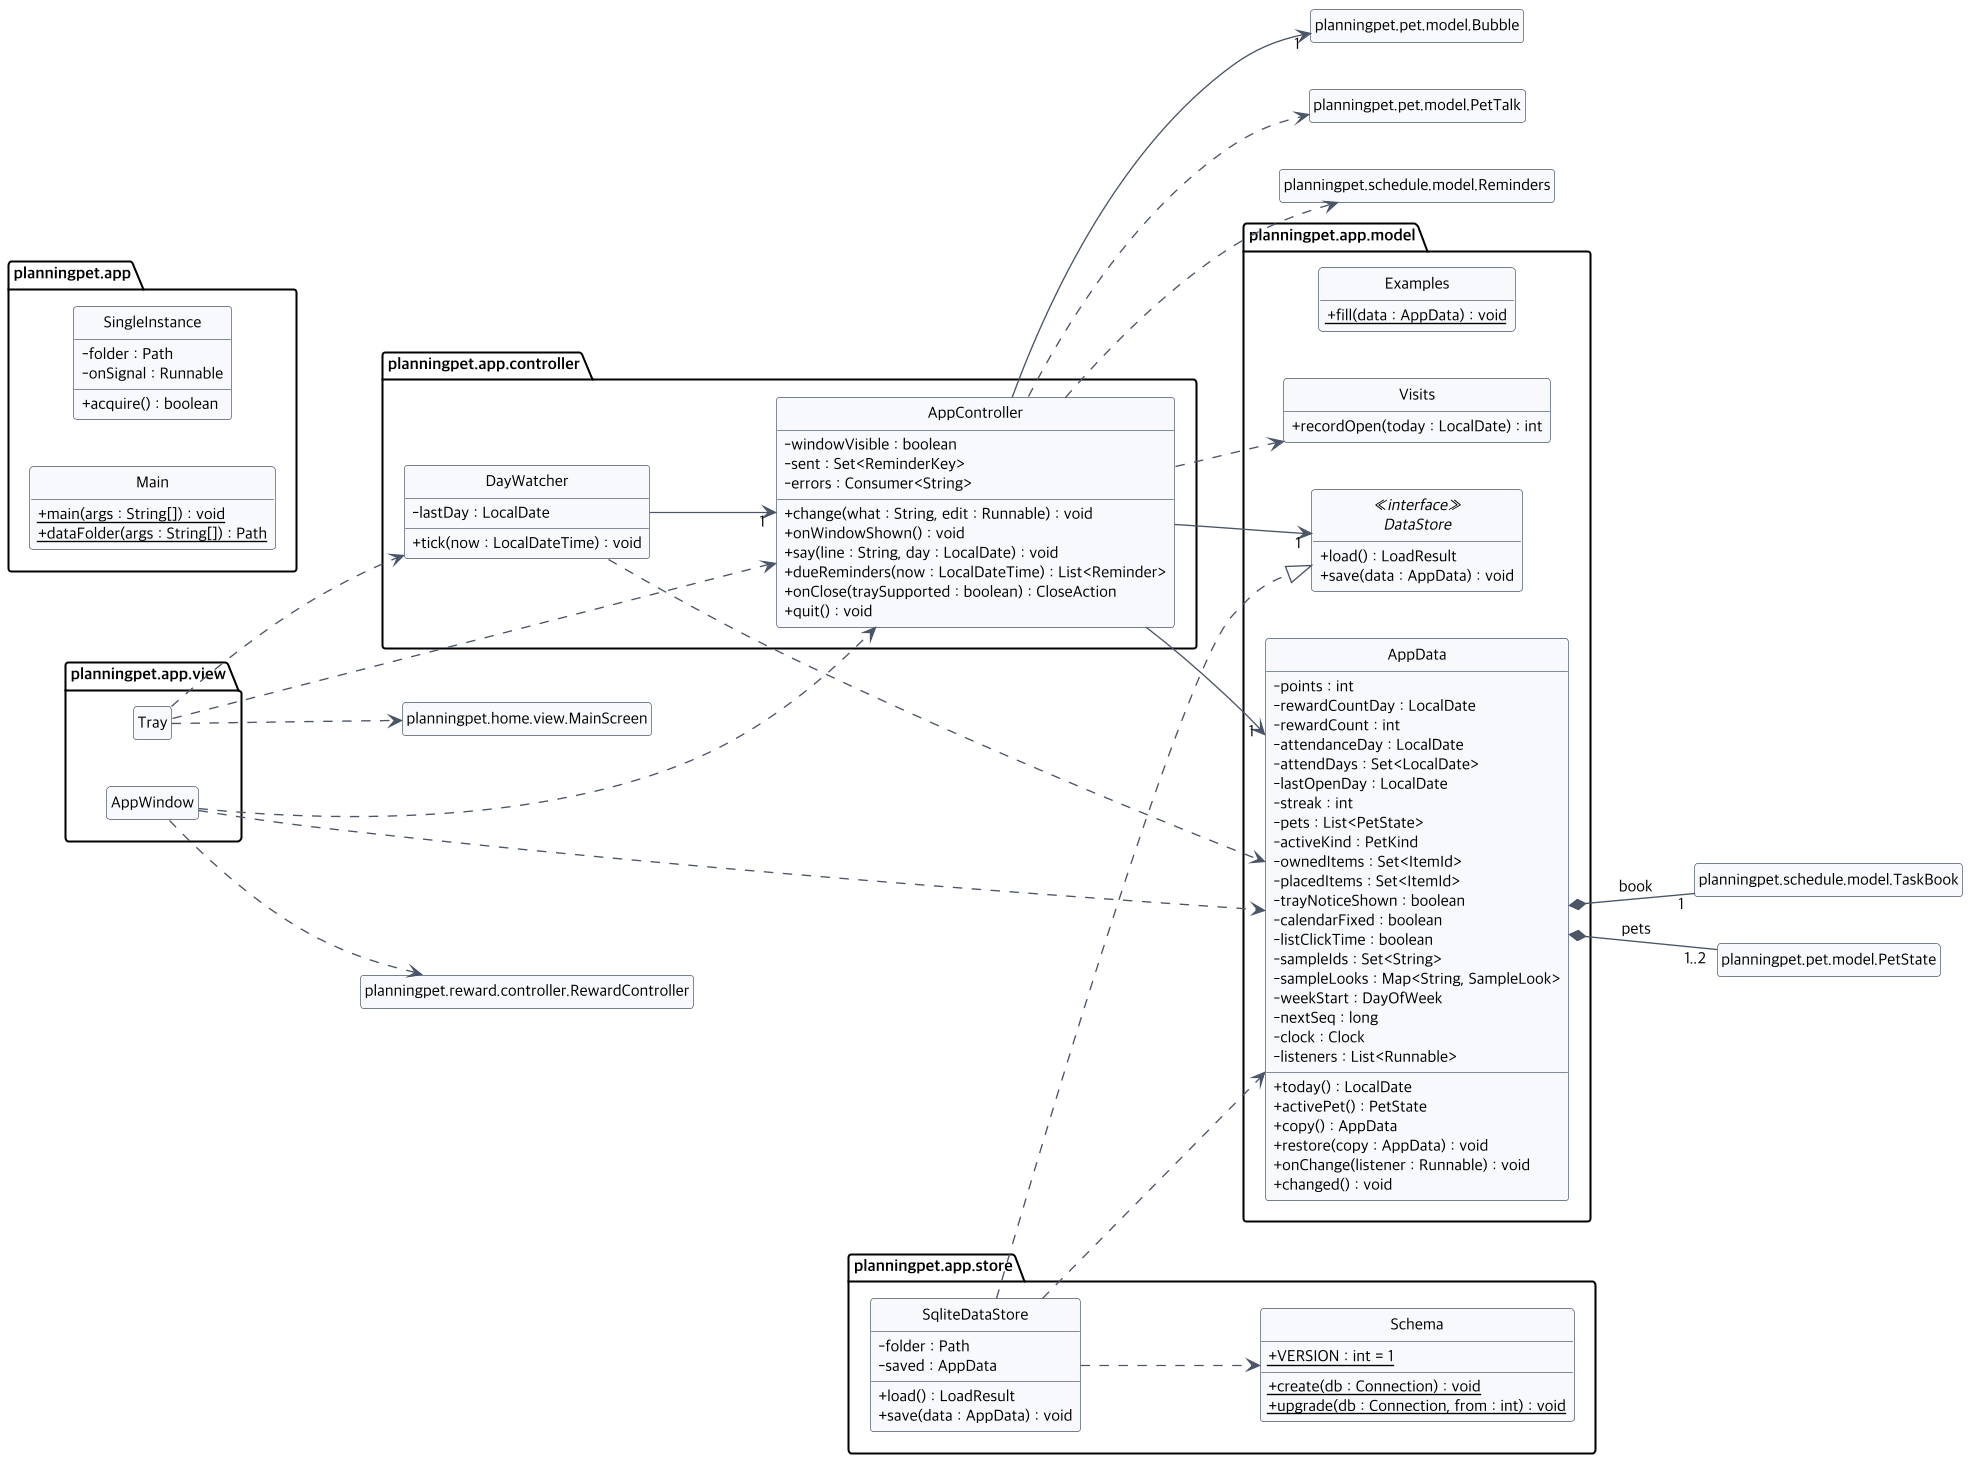 planningpet.pet.model.Bubble
1
planningpet.pet.model.PetTalk
planningpet.schedule.model.Reminders
planningpet.app
SingleInstance
-folder : Path
-onSignal : Runnable
+acquire() : boolean
Main
+main(args : String[]) : void
+dataFolder(args : String[]) : Path
planningpet.app.controller
DayWatcher
-lastDay : LocalDate
+tick(now : LocalDateTime) : void
1
AppController
-windowVisible : boolean
-sent : Set<ReminderKey>
-errors : Consumer<String>
+change(what : String, edit : Runnable) : void
+onWindowShown() : void
+say(line : String, day : LocalDate) : void
+dueReminders(now : LocalDateTime) : List<Reminder>
+onClose(traySupported : boolean) : CloseAction
+quit() : void
planningpet.app.view
Tray
AppWindow
planningpet.home.view.MainScreen
planningpet.reward.controller.RewardController
planningpet.app.model
Examples
+fill(data : AppData) : void
Visits
+recordOpen(today : LocalDate) : int
≪interface≫
DataStore
+load() : LoadResult
+save(data : AppData) : void
1
AppData
-points : int
-rewardCountDay : LocalDate
-rewardCount : int
-attendanceDay : LocalDate
-attendDays : Set<LocalDate>
-lastOpenDay : LocalDate
-streak : int
-pets : List<PetState>
-activeKind : PetKind
-ownedItems : Set<ItemId>
-placedItems : Set<ItemId>
-trayNoticeShown : boolean
-calendarFixed : boolean
-listClickTime : boolean
-sampleIds : Set<String>
-sampleLooks : Map<String, SampleLook>
-weekStart : DayOfWeek
-nextSeq : long
-clock : Clock
-listeners : List<Runnable>
+today() : LocalDate
+activePet() : PetState
+copy() : AppData
+restore(copy : AppData) : void
+onChange(listener : Runnable) : void
+changed() : void
1
book
1
planningpet.schedule.model.TaskBook
pets
1..2
planningpet.pet.model.PetState
planningpet.app.store
SqliteDataStore
-folder : Path
-saved : AppData
+load() : LoadResult
+save(data : AppData) : void
Schema
+VERSION : int = 1
+create(db : Connection) : void
+upgrade(db : Connection, from : int) : void